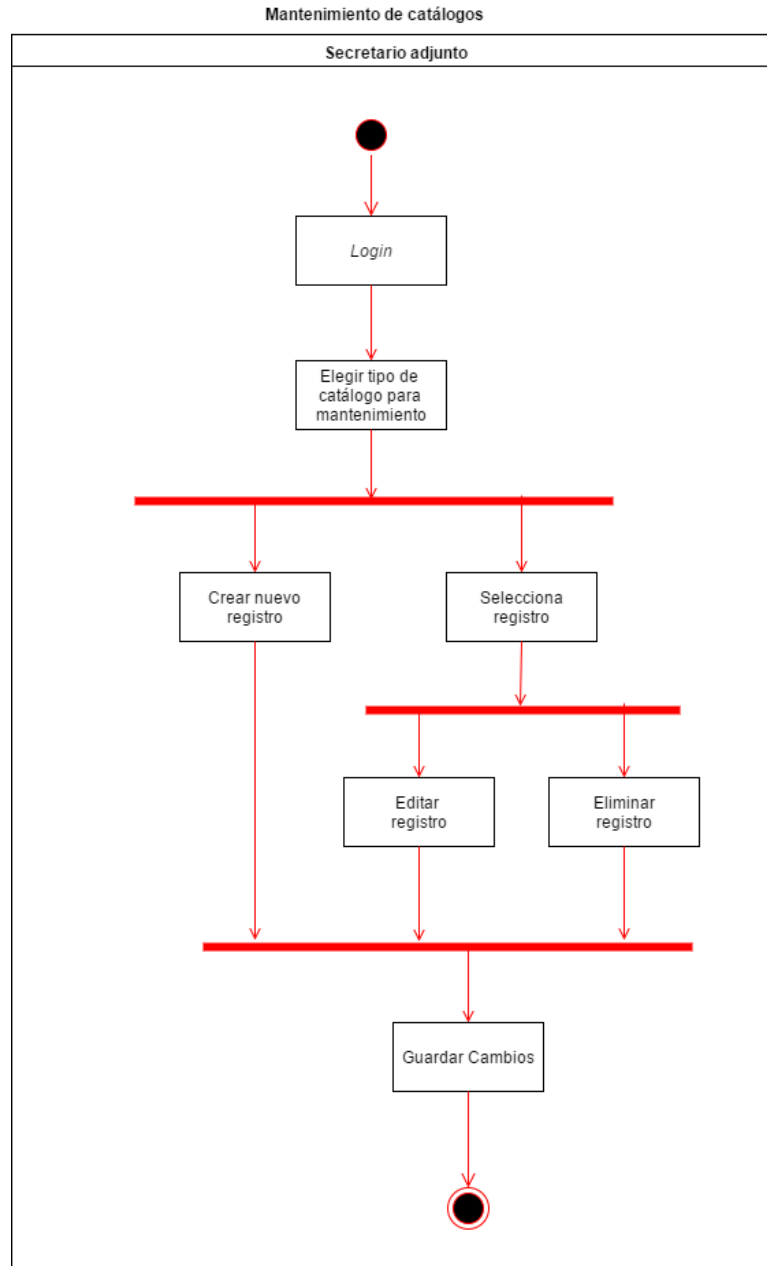 Mantenimiento de catálogos
Secretario adjunto
Login
Elegir tipo de
catálogo para
mantenimiento
Crear nuevo
registro
Selecciona
registro
Editar
registro
Eliminar
registro
Guardar Cambios